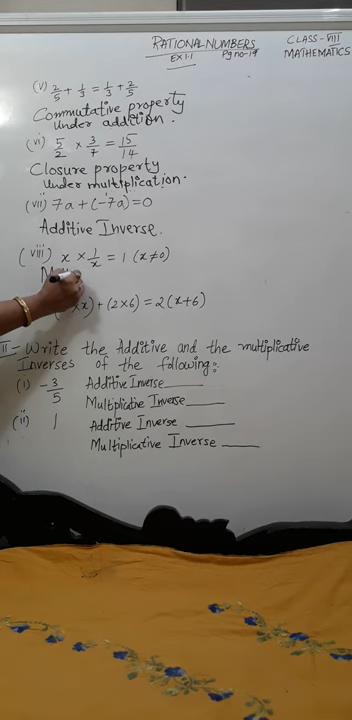 RATIONAL NUMBERS
EX 1.1 Pg no-14
CLASS-VIII
MATHEMATICS
(v) 2/5 + 1/3 = 1/3 + 2/5
Commutative property
Under addition.
(vi) 5/2 × 3/7 = 15/14
Closure property
Under multiplication.
(vii) 7a + (-7a) = 0
Additive Inverse.
(viii) x × 1/x = 1 (x≠0)
x) + (2×6) = 2(x+6)
II - Write the Additive and the multiplicative
Inverses of the following:-
(i) -3/5 Additive Inverse ____
Multiplicative Inverse ____
(ii) 1 Additive Inverse ____
Multiplicative Inverse ____